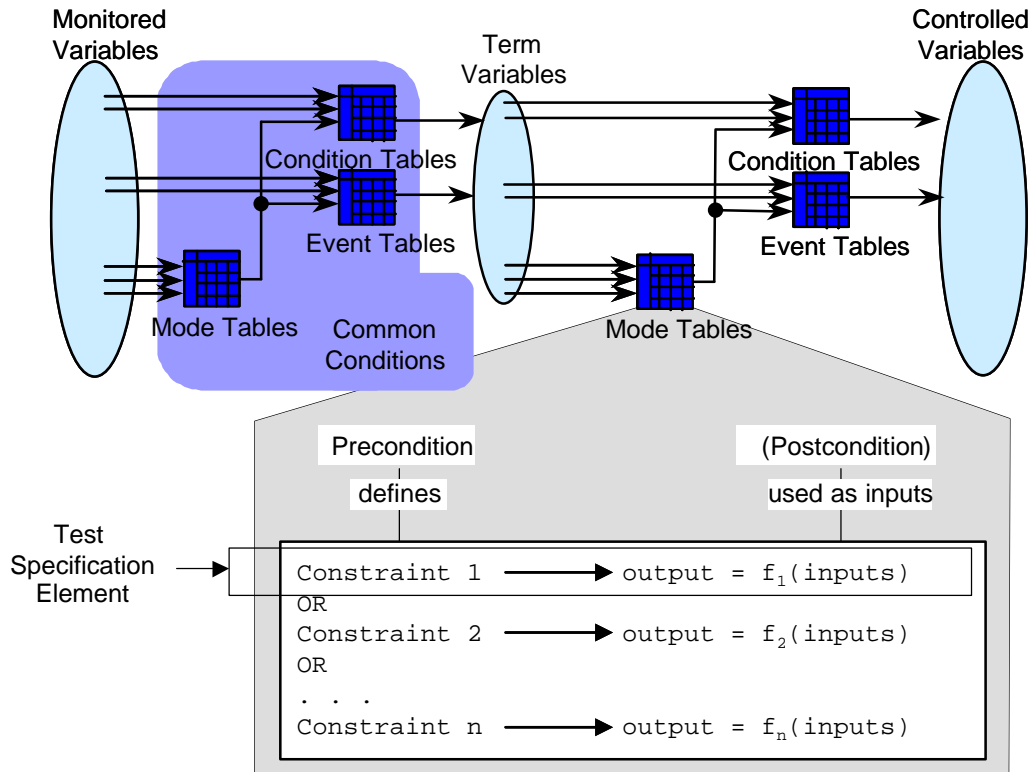 Monitored
Variables
Term
Variables
Controlled
Variables
Condition Tables
Condition Tables
Event Tables
Event Tables
Mode Tables
Common
Conditions
Mode Tables
Precondition
(Postcondition)
defines
used as inputs
Test
Specification
Element
Constraint 1 output = f1(inputs)
OR
Constraint 2 output = f2(inputs)
OR
. . .
Constraint n output = fn(inputs)